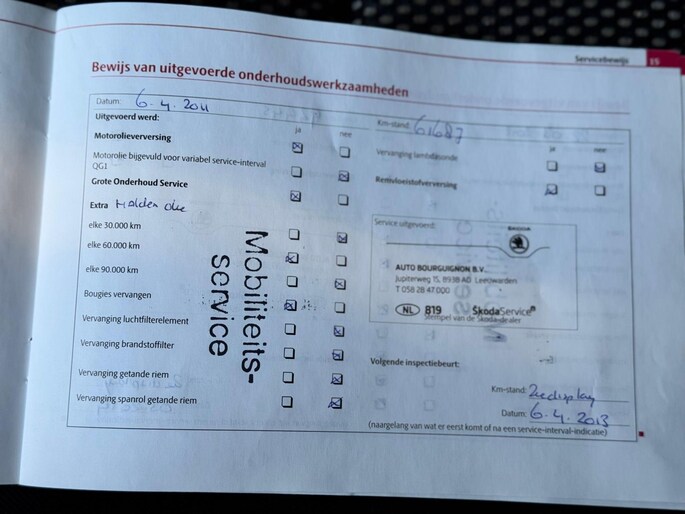 Servicebewijs 15
Bewijs van uitgevoerde onderhoudswerkzaamheden
Datum: 6.4.2011
Km-stand: 61687
Uitgevoerd werd:
ja nee
ja nee
Motorolieverversing
Vervanging lambdasonde
Motorolie bijgevuld voor variabel service-interval
QG1
Remvloeistofverversing
Grote Onderhoud Service
Extra Halden olie
elke 30.000 km
elke 60.000 km
elke 90.000 km
Bougies vervangen
Vervanging luchtfilterelement
Vervanging brandstoffilter
Vervanging getande riem
Vervanging spanrol getande riem
Mobiliteits-
service
Service uitgevoerd:
AUTO BOURGUIGNON B.V.
Jupiterweg 15, 8938 AD Leeuwarden
T 058 28 47 000
NL 819 ŠkodaService
Stempel van de Škoda-dealer
Volgende inspectiebeurt:
Km-stand: Zie display
Datum: 6.4.2013
(naargelang van wat er eerst komt of na een service-interval-indicatie)